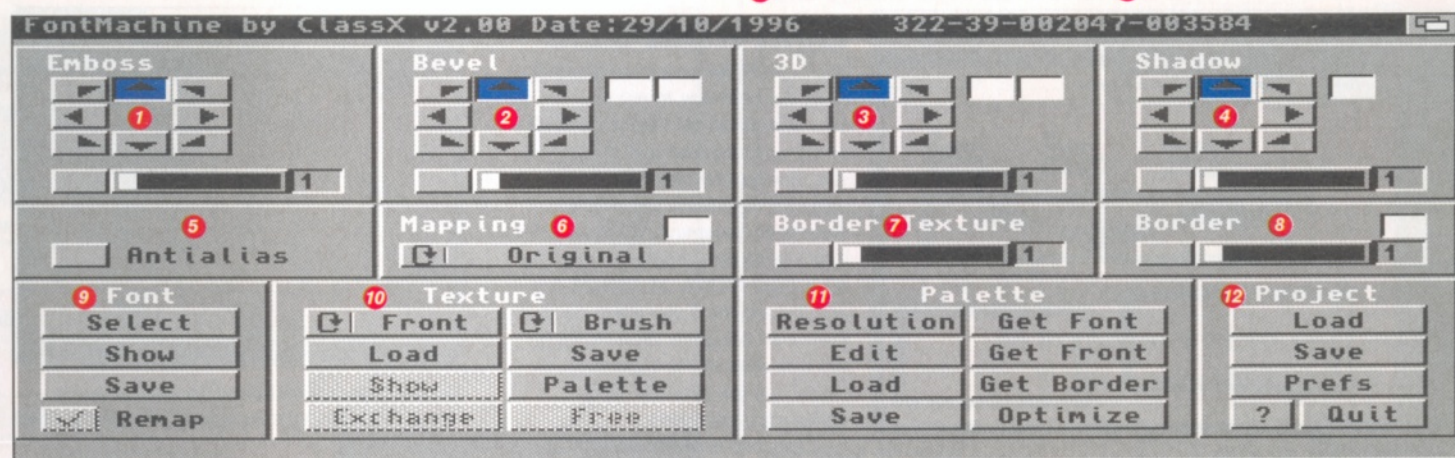 FontMachine by ClassX v2.00 Date:29/10/1996 322-39-002047-003584
Emboss Bevel 3D Shadow
1 2 3 4
1 1 1 1
5 Mapping 6 Border 7 Texture Border 8
Antialias Original 1 1
9 Font 10 Texture 11 Palette 12 Project
Select Front Brush Resolution Get Font Load
Show Load Save Edit Get Front Save
Save Show Palette Load Get Border Prefs
Remap Exchange Free Save Optimize ? Quit